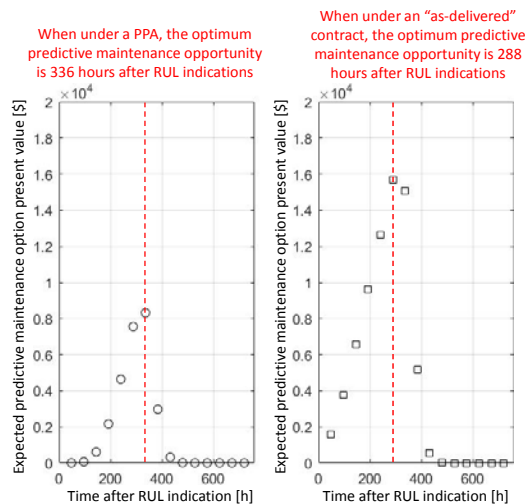 When under a PPA, the optimum
predictive maintenance opportunity
is 336 hours after RUL indications
When under an “as-delivered”
contract, the optimum predictive
maintenance opportunity is 288
hours after RUL indications
Expected predictive maintenance option present value [$]
×10⁴
2
1.8
1.6
1.4
1.2
1
0.8
0.6
0.4
0.2
0
0
200
400
600
Time after RUL indication [h]
Expected predictive maintenance option present value [$]
×10⁴
2
1.8
1.6
1.4
1.2
1
0.8
0.6
0.4
0.2
0
0
200
400
600
Time after RUL indication [h]